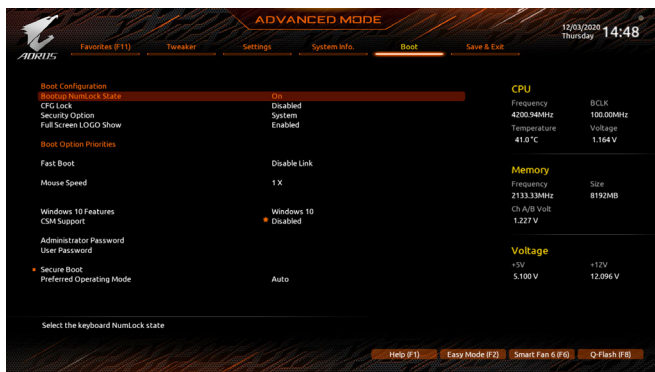 ADVANCED MODE
12/03/2020 Thursday 14:48
AORUS
Favorites (F11) Tweaker Settings System Info. Boot Save & Exit
Boot Configuration
Bootup NumLock State On
CFG Lock Disabled
Security Option System
Full Screen LOGO Show Enabled
Boot Option Priorities
Fast Boot Disable Link
Mouse Speed 1 X
Windows 10 Features Windows 10
CSM Support Disabled
Administrator Password
User Password
Secure Boot
Preferred Operating Mode Auto
CPU
Frequency BCLK
4200.94MHz 100.00MHz
Temperature Voltage
41.0 °C 1.164 V
Memory
Frequency Size
2133.33MHz 8192MB
Ch A/B Volt
1.227 V
Voltage
+5V +12V
5.100 V 12.096 V
Select the keyboard NumLock state
Help (F1) Easy Mode (F2) Smart Fan 6 (F6) Q-Flash (F8)